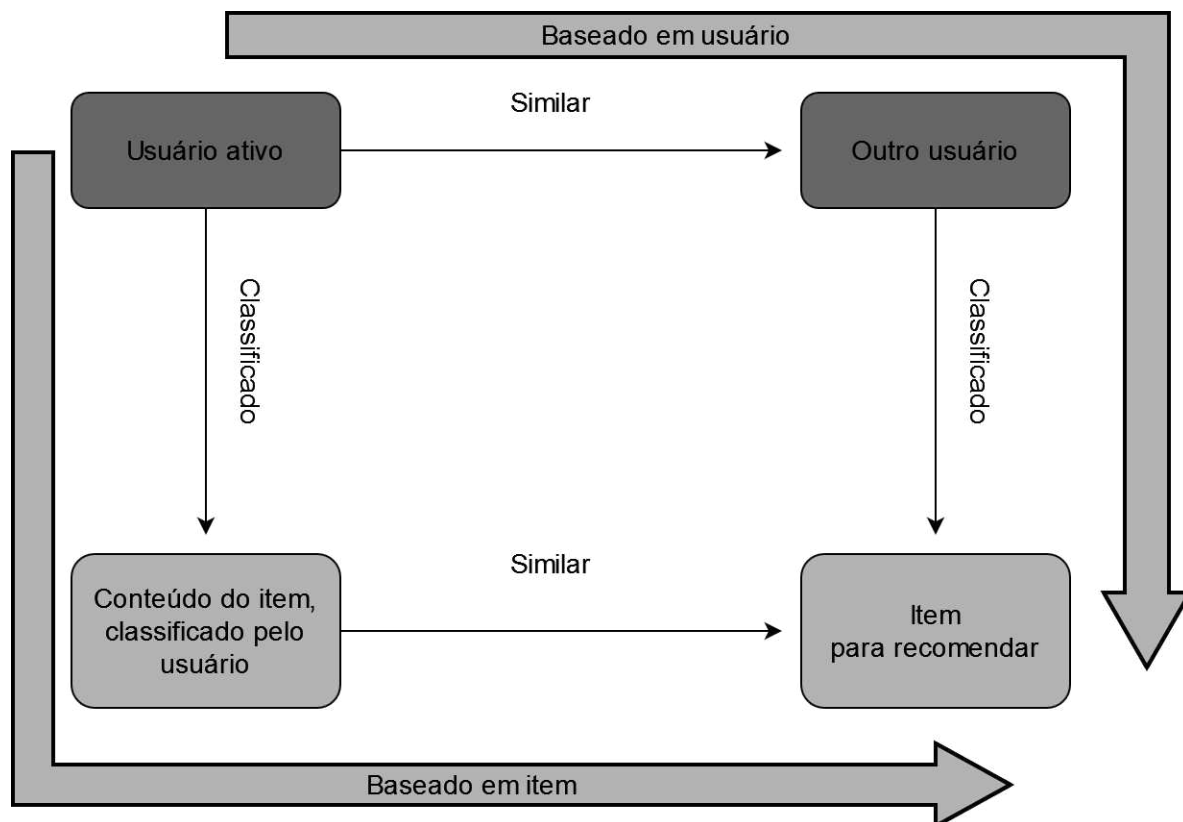 Baseado em usuário
Similar
Usuário ativo
Outro usuário
Classificado
Classificado
Similar
Conteúdo do item,
classificado pelo
usuário
Item
para recomendar
Baseado em item